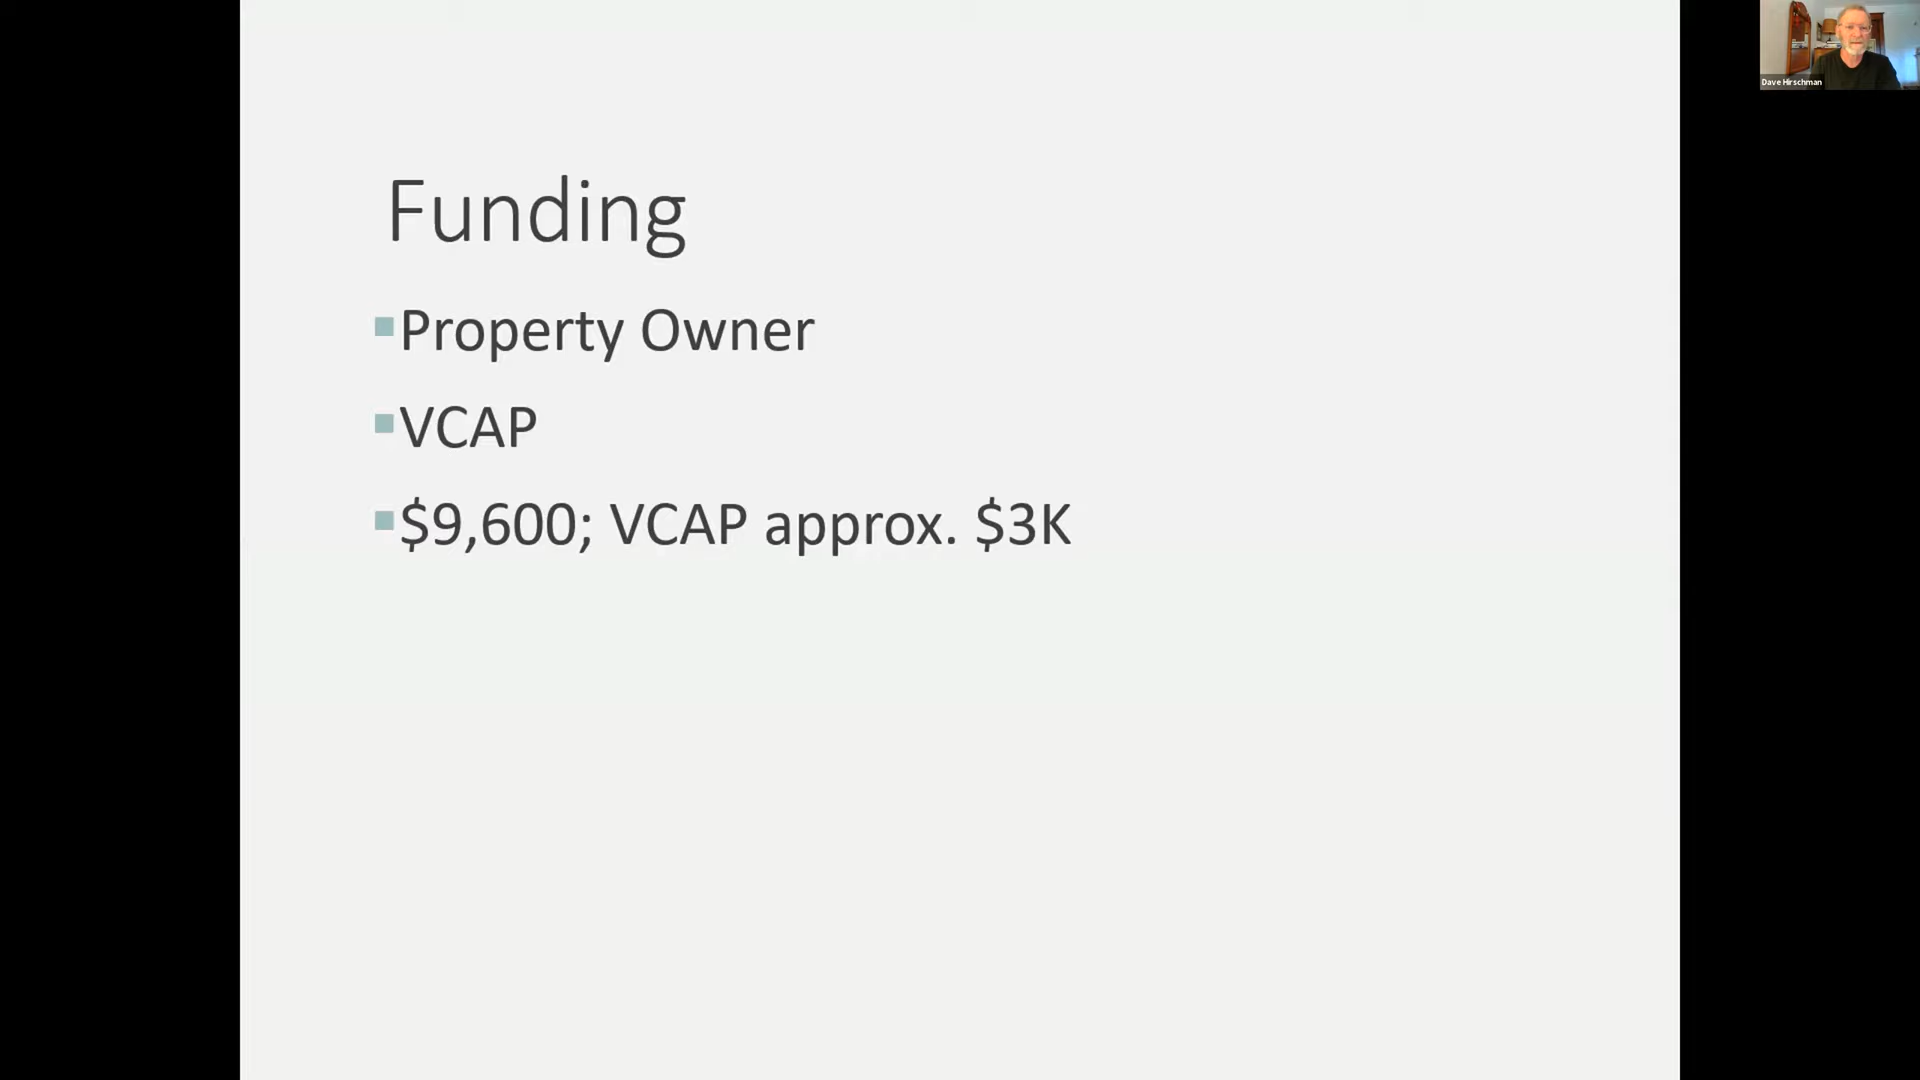 Dave Hirschman
Funding
Property Owner
VCAP
$9,600; VCAP approx. $3K